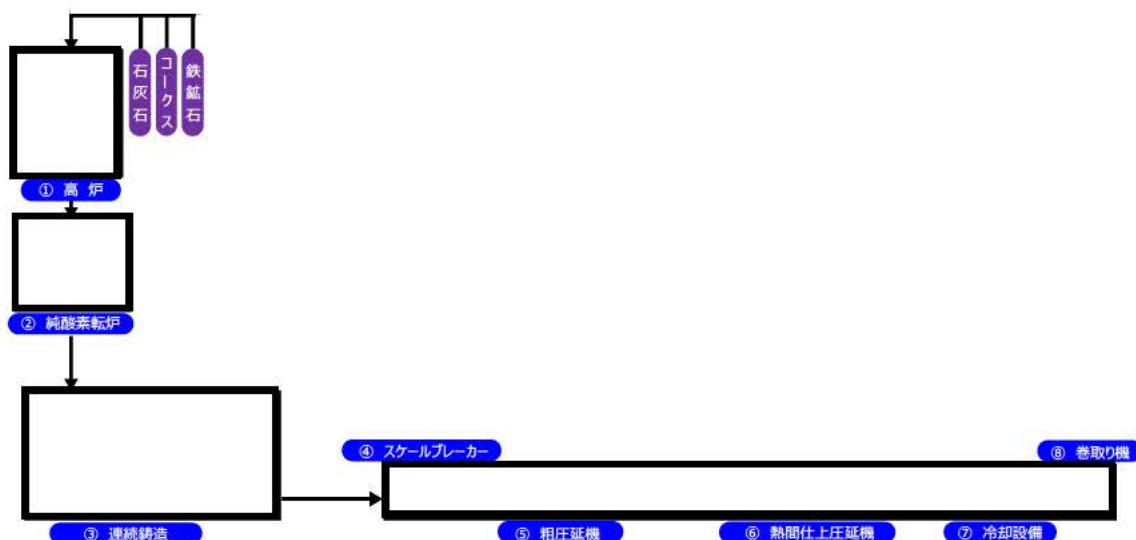 石灰石
コークス
鉄鉱石
① 高 炉
② 純酸素転炉
③ 連続鋳造
④ スケールブレーカー
⑤ 粗圧延機
⑥ 熱間仕上圧延機
⑦ 冷却設備
⑧ 巻取り機